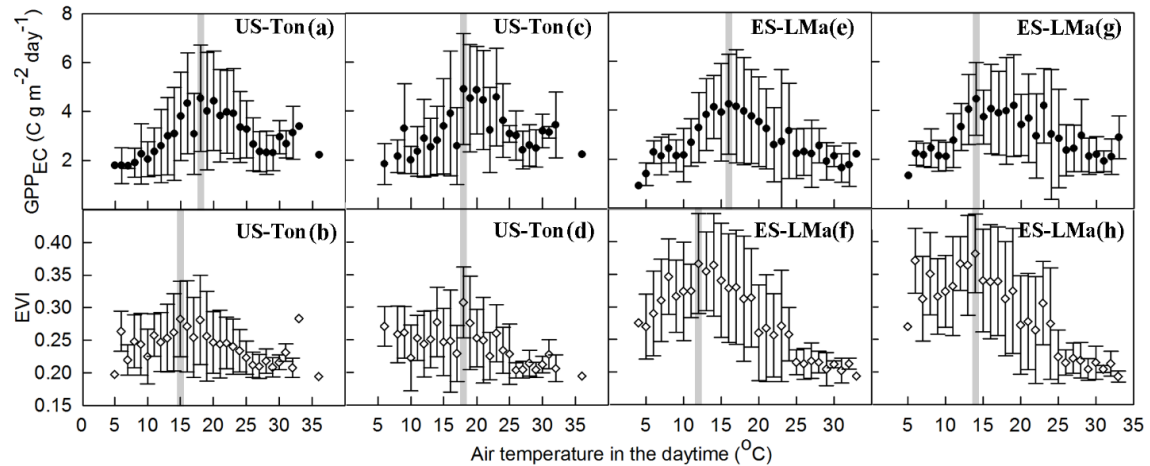 US-Ton (a) US-Ton (c) ES-LMa(e) ES-LMa(g)
8
6
4
2
GPP_EC (C g m⁻² day⁻¹)
US-Ton (b) US-Ton (d) ES-LMa(f) ES-LMa(h)
0.40
0.35
0.30
0.25
0.20
0.15
EVI
0 5 10 15 20 25 30 35 5 10 15 20 25 30 35 5 10 15 20 25 30 5 10 15 20 25 30 35
Air temperature in the daytime (°C)